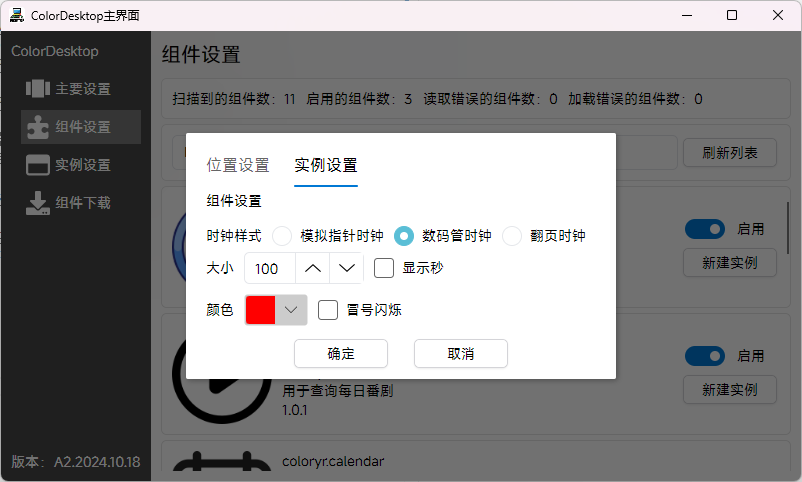 ColorDesktop主界面
ColorDesktop
主要设置
组件设置
实例设置
组件下载
版本：A2.2024.10.18
组件设置
扫描到的组件数：11 启用的组件数：3 读取错误的组件数：0 加载错误的组件数：0
刷新列表
启用
新建实例
位置设置 实例设置
组件设置
时钟样式 模拟指针时钟 数码管时钟 翻页时钟
大小 100 显示秒
颜色 冒号闪烁
确定 取消
启用
新建实例
用于查询每日番剧
1.0.1
coloryr.calendar